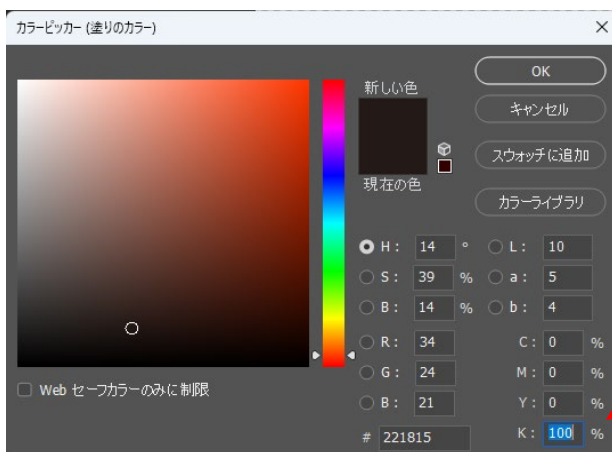 カラーピッカー (塗りのカラー)
新しい色
現在の色
OK
キャンセル
スウォッチに追加
カラーライブラリ
H : 14 °
S : 39 %
B : 14 %
R : 34
G : 24
B : 21
# 221815
L : 10
a : 5
b : 4
C : 0 %
M : 0 %
Y : 0 %
K : 100 %
Web セーフカラーのみに制限